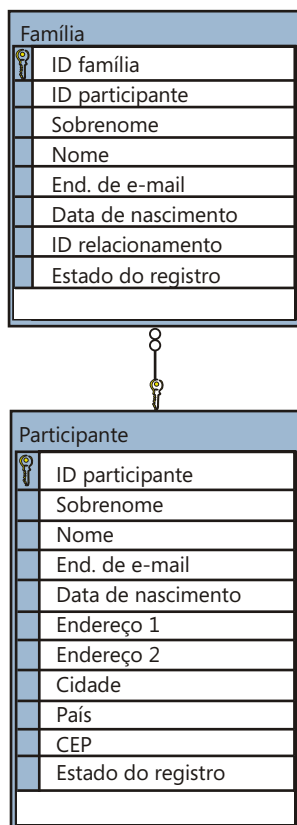 Família
ID família
ID participante
Sobrenome
Nome
End. de e-mail
Data de nascimento
ID relacionamento
Estado do registro
Participante
ID participante
Sobrenome
Nome
End. de e-mail
Data de nascimento
Endereço 1
Endereço 2
Cidade
País
CEP
Estado do registro